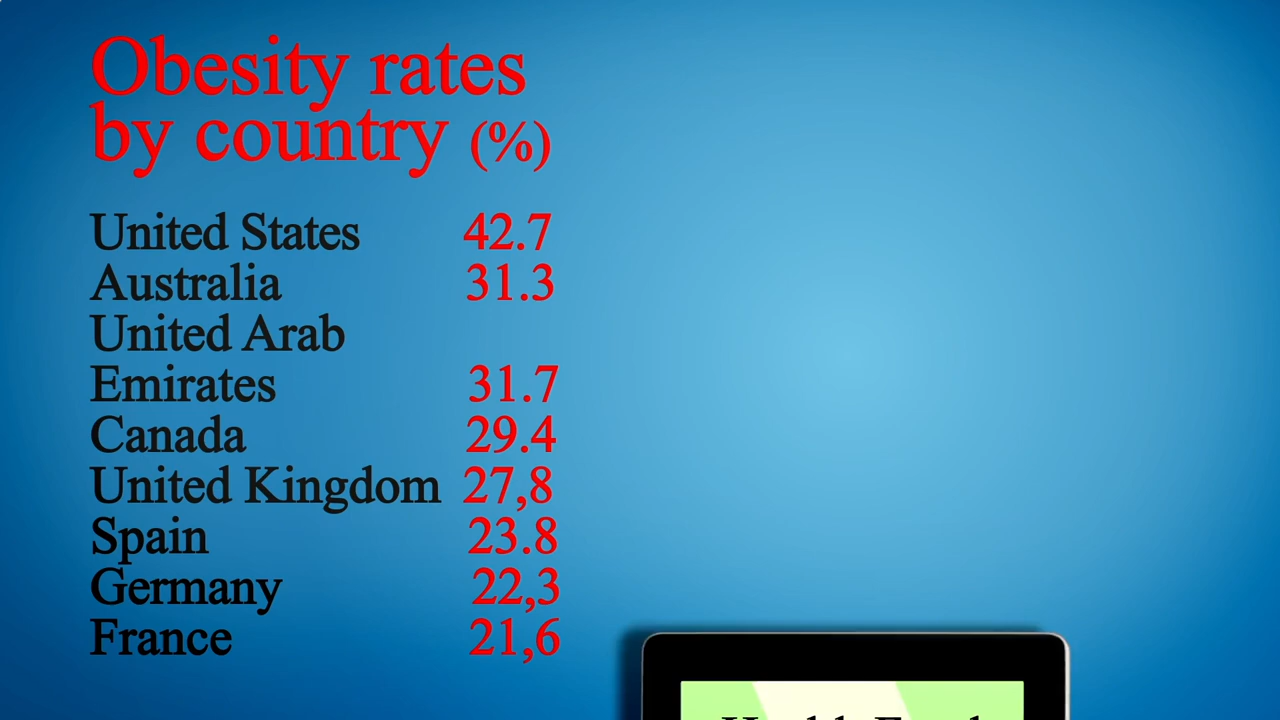 Obesity rates
by country (%)
United States 42.7
Australia 31.3
United Arab
Emirates 31.7
Canada 29.4
United Kingdom 27,8
Spain 23.8
Germany 22,3
France 21,6